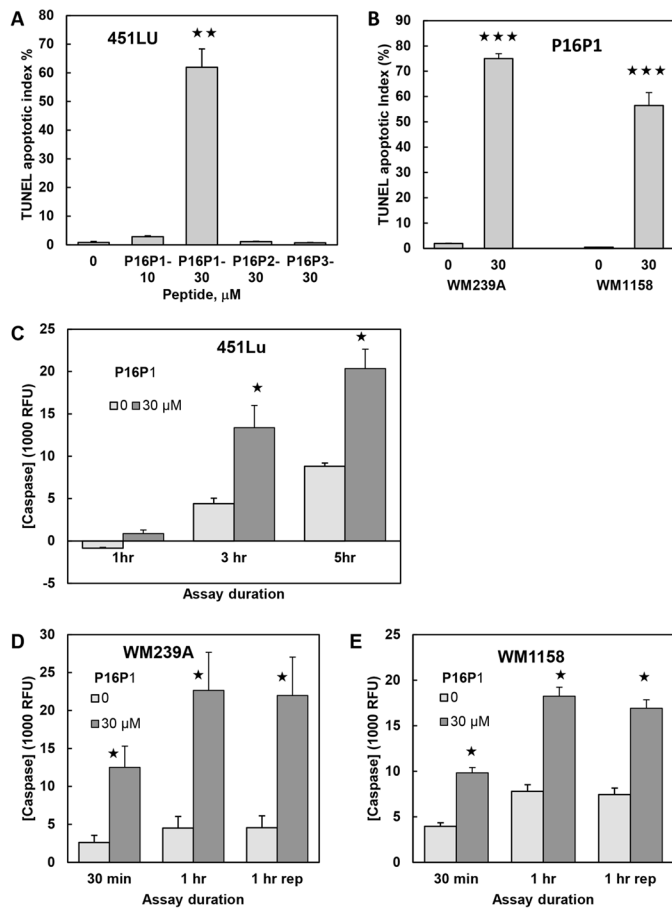 A
451LU
★★
TUNEL apoptotic index %
80
70
60
50
40
30
20
10
0
0 P16P1-10 P16P1-30 P16P2-30 P16P3-30
Peptide, μM
B
P16P1
★★★
★★★
TUNEL apoptotic Index (%)
90
80
70
60
50
40
30
20
10
0
0 30 0 30
WM239A WM1158
C
451Lu
P16P1
0 30 μM
★
★
[Caspase] (1000 RFU)
25
20
15
10
5
0
-5
1hr 3 hr 5hr
Assay duration
D
WM239A
P16P1
0
30 μM
★
★
★
[Caspase] (1000 RFU)
30
25
20
15
10
5
0
30 min 1 hr 1 hr rep
Assay duration
E
WM1158
P16P1
0
30 μM
★
★
★
[Caspase] (1000 RFU)
25
20
15
10
5
0
30 min 1 hr 1 hr rep
Assay duration